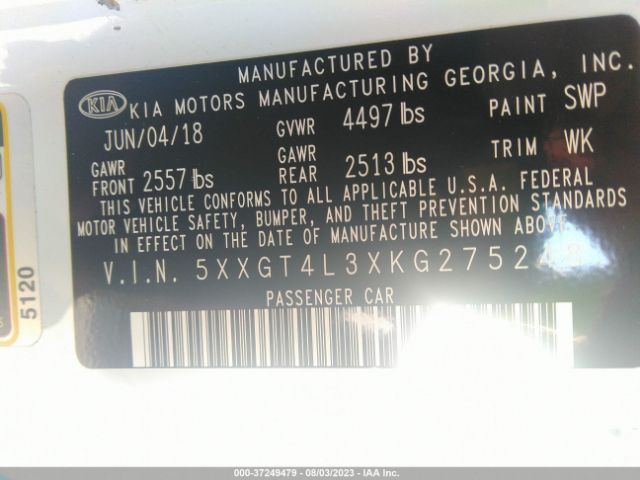 MANUFACTURED BY
KIA KIA MOTORS MANUFACTURING GEORGIA, INC.
JUN/04/18 GVWR 4497 lbs PAINT SWP
GAWR FRONT 2557 lbs GAWR REAR 2513 lbs TRIM WK
THIS VEHICLE CONFORMS TO ALL APPLICABLE U.S.A. FEDERAL
MOTOR VEHICLE SAFETY, BUMPER, AND THEFT PREVENTION STANDARDS
IN EFFECT ON THE DATE OF MANUFACTURE SHOWN ABOVE.
V.I.N.
PASSENGER CAR
5120
000-37249479 - 08/03/2023 - IAA Inc.